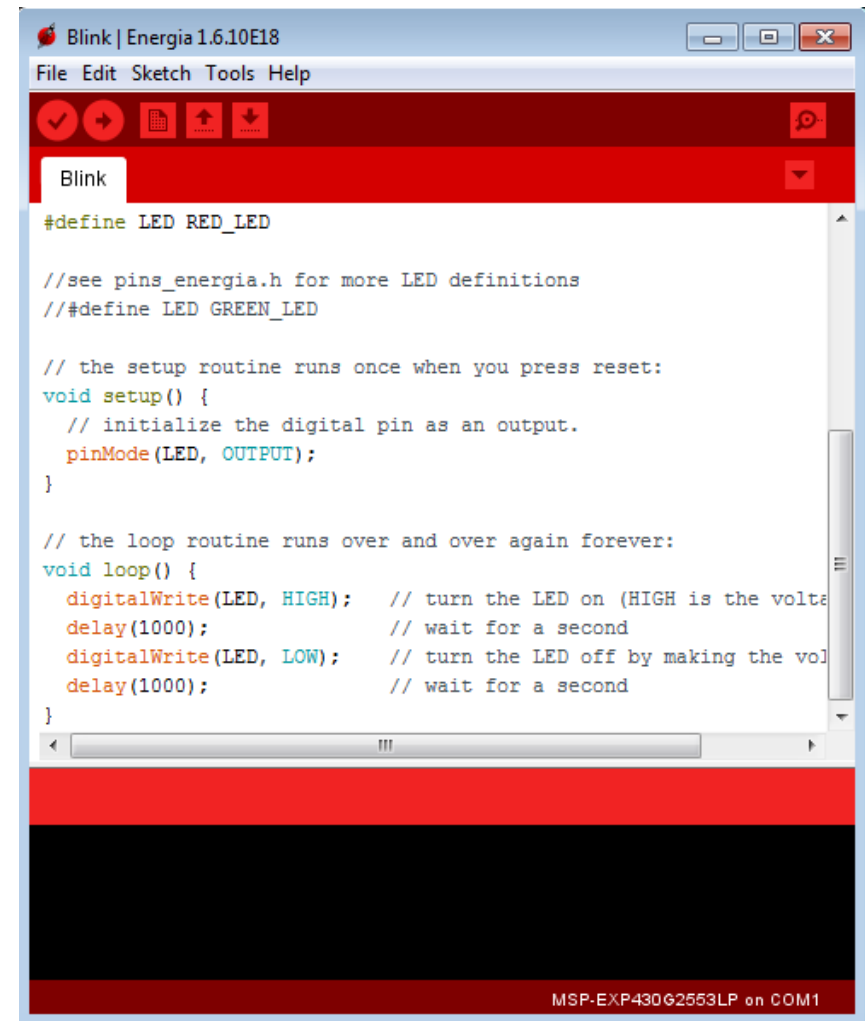 Blink | Energia 1.6.10E18
File Edit Sketch Tools Help
Blink
#define LED RED_LED
//see pins_energia.h for more LED definitions
//#define LED GREEN_LED
// the setup routine runs once when you press reset:
void setup() {
  // initialize the digital pin as an output.
  pinMode(LED, OUTPUT);
}
// the loop routine runs over and over again forever:
void loop() {
  digitalWrite(LED, HIGH);   // turn the LED on (HIGH is the volta
  delay(1000);               // wait for a second
  digitalWrite(LED, LOW);    // turn the LED off by making the vol
  delay(1000);               // wait for a second
}
MSP-EXP430G2553LP on COM1